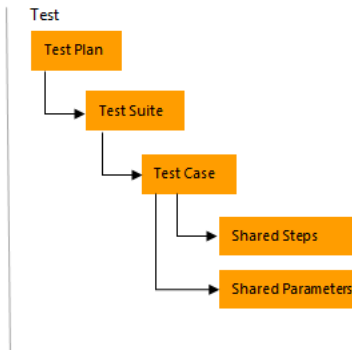 Test
Test Plan
Test Suite
Test Case
Shared Steps
Shared Parameters